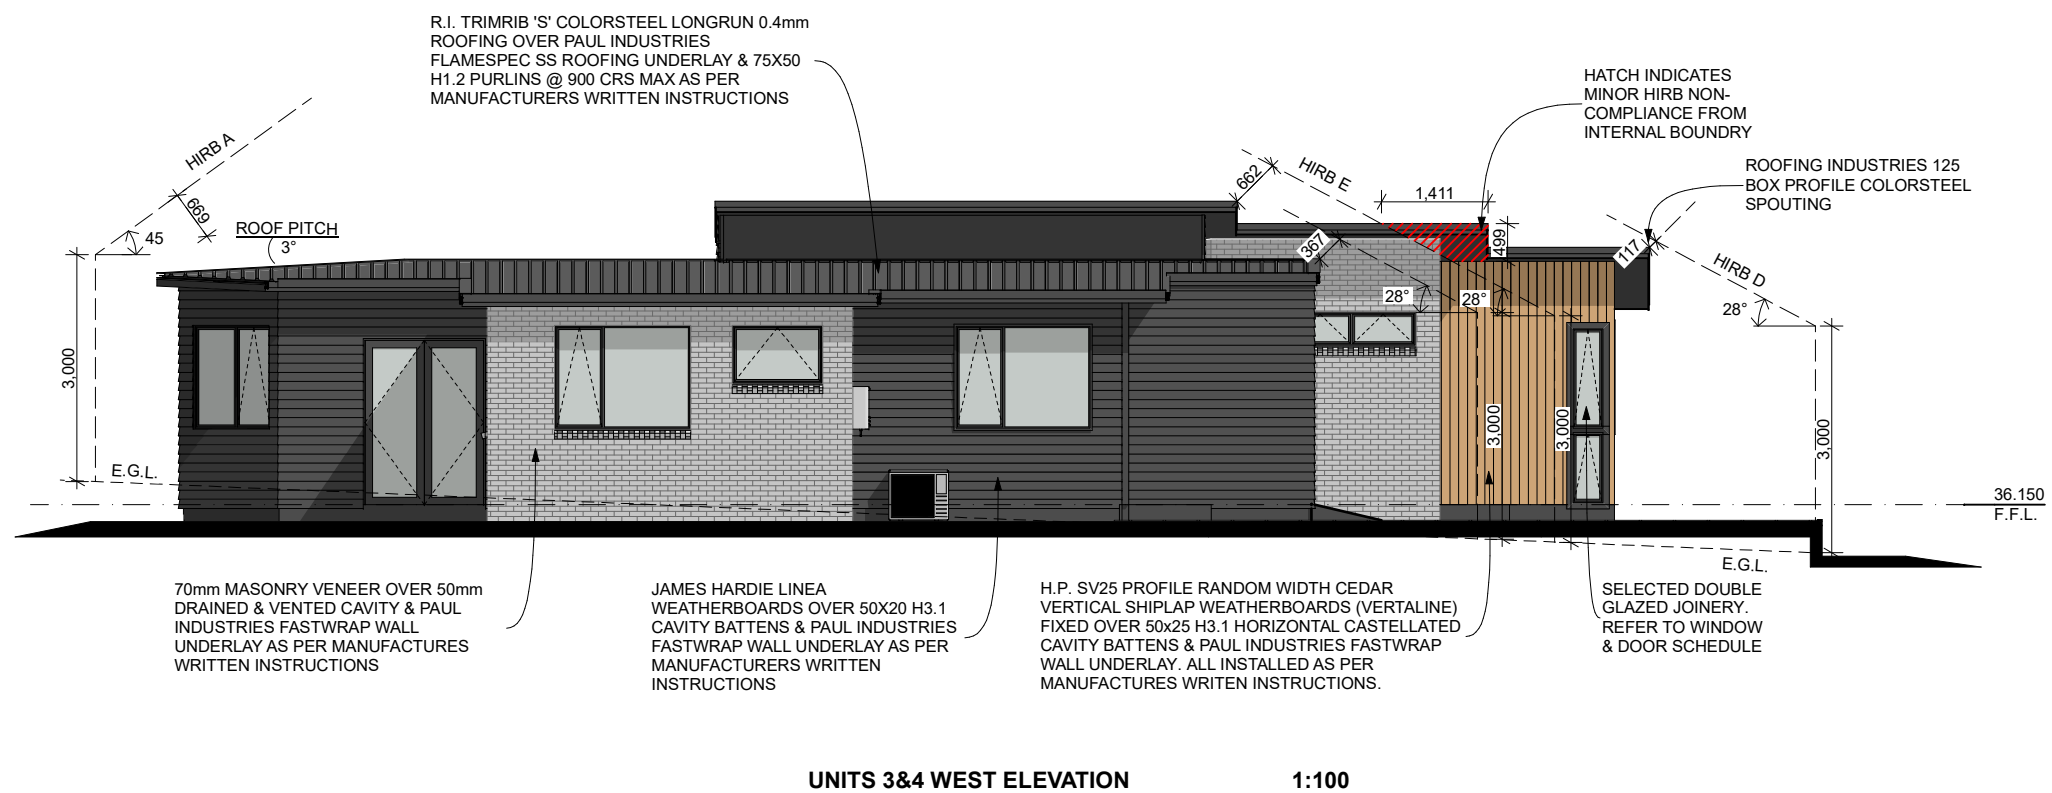 R.I. TRIMRIB 'S' COLORSTEEL LONGRUN 0.4mm
ROOFING OVER PAUL INDUSTRIES
FLAMESPEC SS ROOFING UNDERLAY & 75X50
H1.2 PURLINS @ 900 CRS MAX AS PER
MANUFACTURERS WRITTEN INSTRUCTIONS
HATCH INDICATES
MINOR HIRB NON-
COMPLIANCE FROM
INTERNAL BOUNDRY
ROOFING INDUSTRIES 125
BOX PROFILE COLORSTEEL
SPOUTING
HIRB A
669
45
ROOF PITCH
3°
3,000
E.G.L.
662
HIRB E
1,411
499
367
117
HIRB D
28°
28°
28°
3,000
3,000
3,000
36.150
F.F.L.
E.G.L.
70mm MASONRY VENEER OVER 50mm
DRAINED & VENTED CAVITY & PAUL
INDUSTRIES FASTWRAP WALL
UNDERLAY AS PER MANUFACTURES
WRITTEN INSTRUCTIONS
JAMES HARDIE LINEA
WEATHERBOARDS OVER 50X20 H3.1
CAVITY BATTENS & PAUL INDUSTRIES
FASTWRAP WALL UNDERLAY AS PER
MANUFACTURERS WRITTEN
INSTRUCTIONS
H.P. SV25 PROFILE RANDOM WIDTH CEDAR
VERTICAL SHIPLAP WEATHERBOARDS (VERTALINE)
FIXED OVER 50x25 H3.1 HORIZONTAL CASTELLATED
CAVITY BATTENS & PAUL INDUSTRIES FASTWRAP
WALL UNDERLAY. ALL INSTALLED AS PER
MANUFACTURES WRITEN INSTRUCTIONS.
SELECTED DOUBLE
GLAZED JOINERY.
REFER TO WINDOW
& DOOR SCHEDULE
UNITS 3&4 WEST ELEVATION 1:100